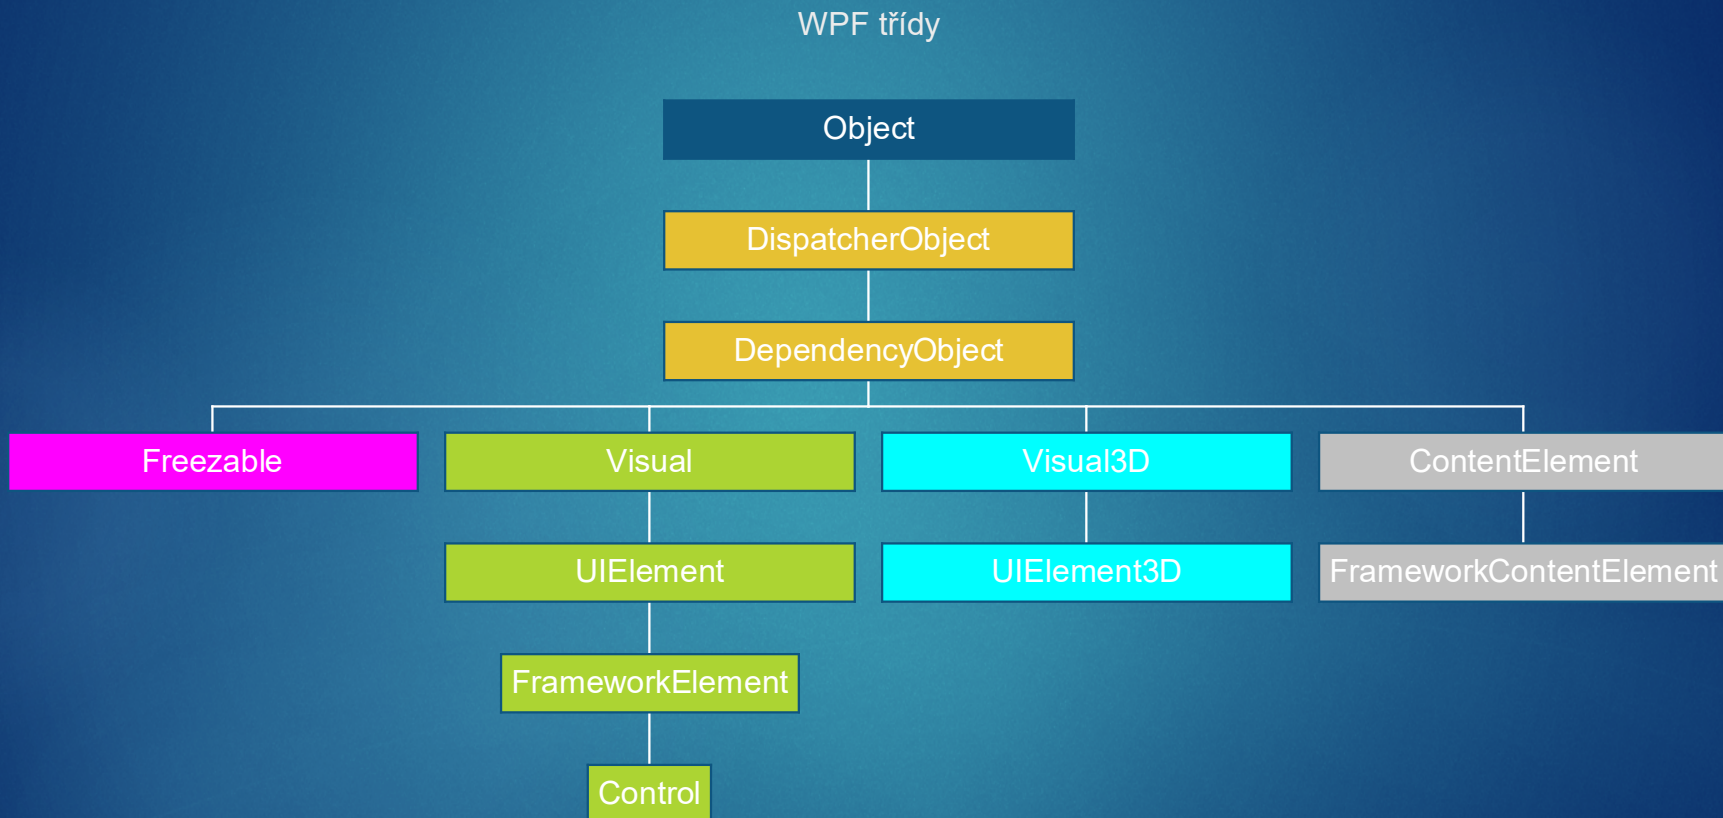 WPF třídy
Object
DispatcherObject
DependencyObject
Freezable
Visual
Visual3D
ContentElement
UIElement
UIElement3D
FrameworkContentElement
FrameworkElement
Control